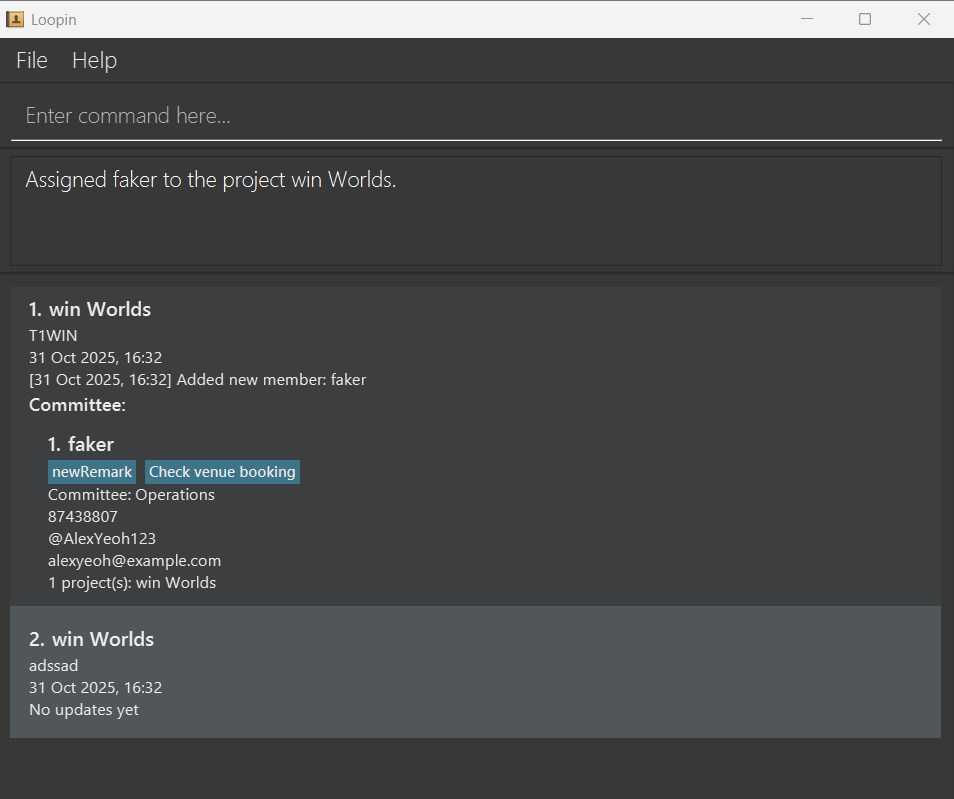 Loopin
File Help
Enter command here...
Assigned faker to the project win Worlds.
1. win Worlds
T1WIN
31 Oct 2025, 16:32
[31 Oct 2025, 16:32] Added new member: faker
Committee:
1. faker
newRemark Check venue booking
Committee: Operations
87438807
@AlexYeoh123
alexyeoh@example.com
1 project(s): win Worlds
2. win Worlds
adssad
31 Oct 2025, 16:32
No updates yet